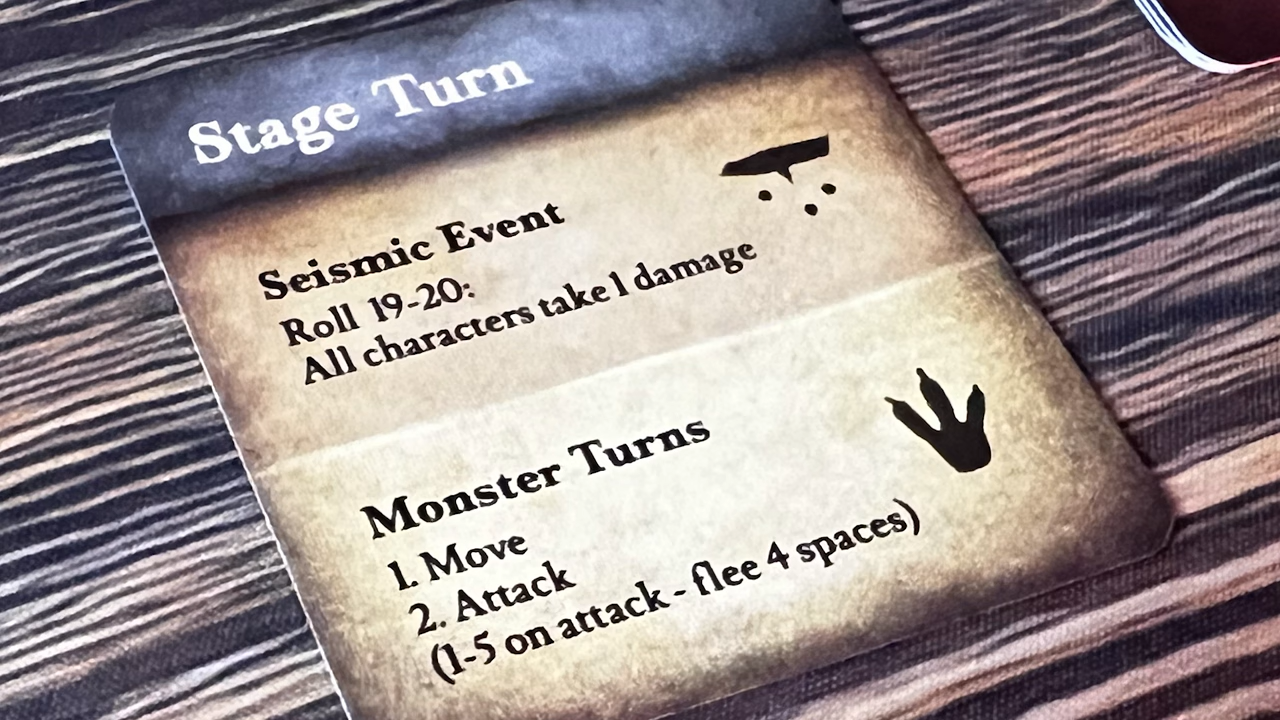 Stage Turn
Seismic Event
Roll 19-20:
All characters take 1 damage
Monster Turns
1. Move
2. Attack
(1-5 on attack - flee 4 spaces)